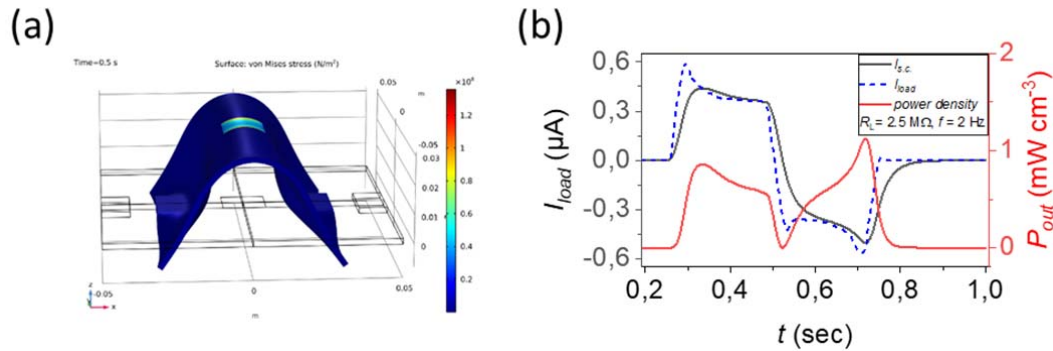 (a)
Time=0.5 s
Surface: von Mises stress (N/m²)
0.05
m
0
-0.05
0.03
m
0.02
0.01
0
z
y
x
-0.05
0
0.05
m
×10⁸
1.2
1
0.8
0.6
0.4
0.2
(b)
I_load (µA)
0,6
0,3
0,0
-0,3
-0,6
I_s.c.
I_load
power density
R_L = 2.5 MΩ, f = 2 Hz
2
1
0
P_out (mW cm⁻³)
0,2 0,4 0,6 0,8 1,0
t (sec)